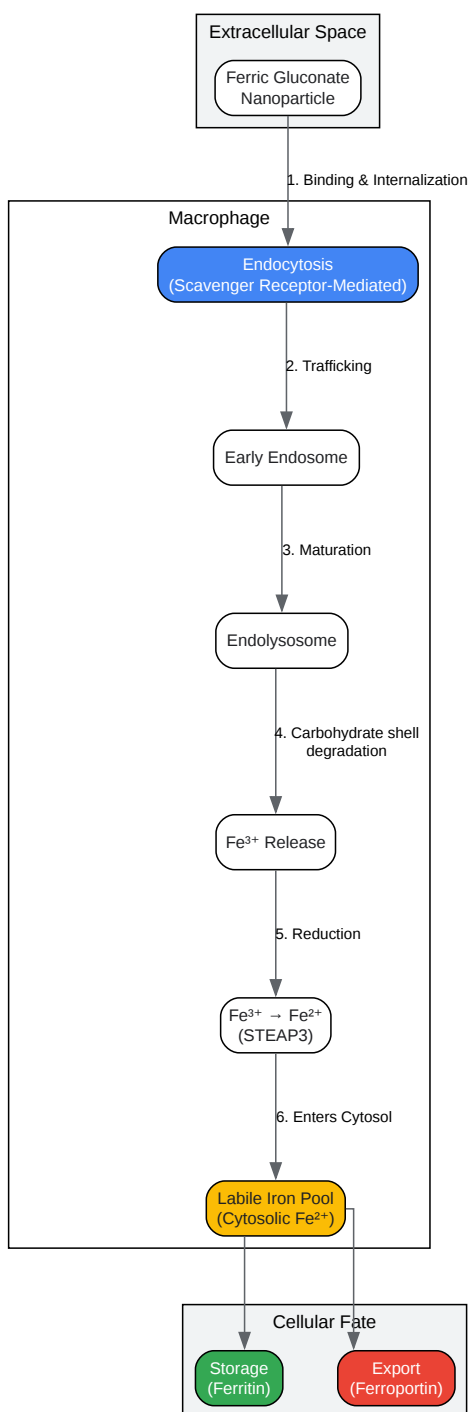 Extracellular Space
Ferric Gluconate
Nanoparticle
1. Binding & Internalization
Macrophage
Endocytosis
(Scavenger Receptor-Mediated)
2. Trafficking
Early Endosome
3. Maturation
Endolysosome
4. Carbohydrate shell
degradation
Fe³⁺ Release
5. Reduction
Fe³⁺ → Fe²⁺
(STEAP3)
6. Enters Cytosol
Labile Iron Pool
(Cytosolic Fe²⁺)
Cellular Fate
Storage
(Ferritin)
Export
(Ferroportin)